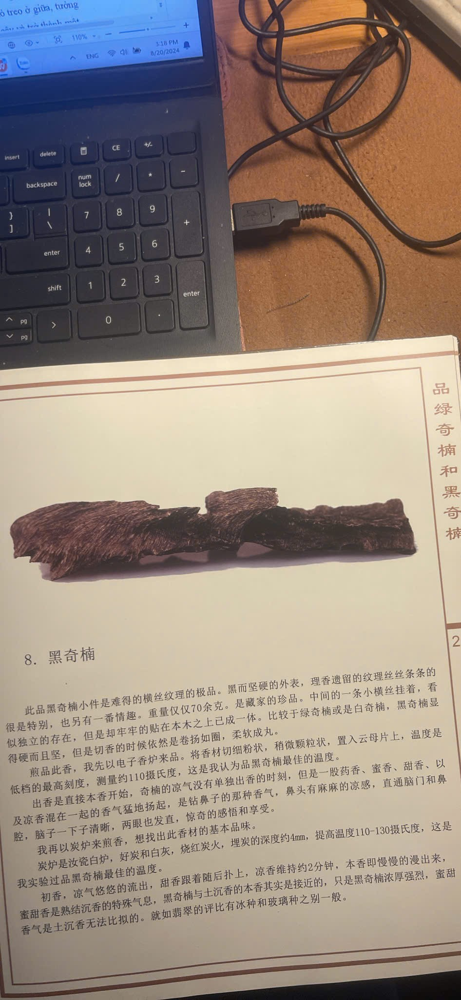 ỏ treo ở giữa, tường
110%
ENG
3:18 PM
8/20/2024
Zalo
insert
delete
CE
+/-
backspace
num
lock
/
*
-
}
]
|
\
7
8
9
+
enter
4
5
6
shift
1
2
3
enter
pg
0
.
pg
品绿奇楠和黑奇楠
2
8. 黑奇楠
此品黑奇楠小件是难得的横丝纹理的极品。黑而坚硬的外表，理香遗留的纹理丝丝条条的
很是特别，也另有一番情趣。重量仅仅70余克。是藏家的珍品。中间的一条小横丝挂着，看
似独立的存在，但是却牢牢的贴在本木之上已成一体。比较于绿奇楠或是白奇楠，黑奇楠显
得硬而且坚，但是切香的时候依然是卷扬如圈，柔软成丸。
煎品此香，我先以电子香炉来品。将香材切细粉状，稍微颗粒状，置入云母片上，温度是
低档的最高刻度，测量约110摄氏度，这是我认为品黑奇楠最佳的温度。
出香是直接本香开始，奇楠的凉气没有单独出香的时刻，但是一股药香、蜜香、甜香、以
及凉香混在一起的香气猛地扬起，是钻鼻子的那种香气，鼻头有麻麻的凉感，直通脑门和鼻
腔，脑子一下子清晰，两眼也发直，惊奇的感悟和享受。
我再以炭炉来煎香，想找出此香材的基本品味。
炭炉是汝瓷白炉，好炭和白灰，烧红炭火，埋炭的深度约4mm，提高温度110-130摄氏度，这是
我实验过品黑奇楠最佳的温度。
初香，凉气悠悠的流出，甜香跟着随后扑上，凉香维持约2分钟，本香即慢慢的漫出来，
蜜甜香是熟结沉香的特殊气息，黑奇楠与土沉香的本香其实是接近的，只是黑奇楠浓厚强烈，蜜甜
香气是土沉香无法比拟的。就如翡翠的评比有冰种和玻璃种之别一般。